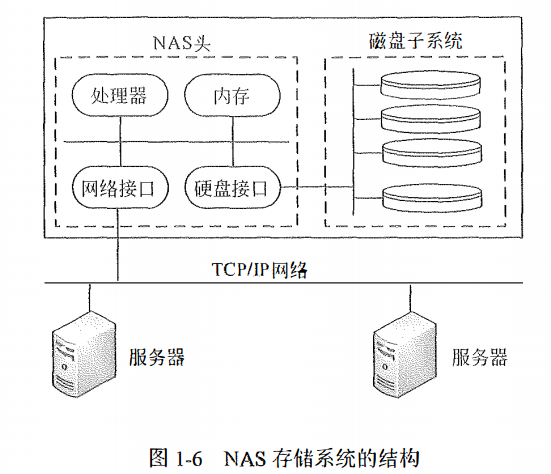 NAS头
磁盘子系统
处理器
内存
网络接口
硬盘接口
TCP/IP网络
服务器
服务器
图 1-6 NAS 存储系统的结构